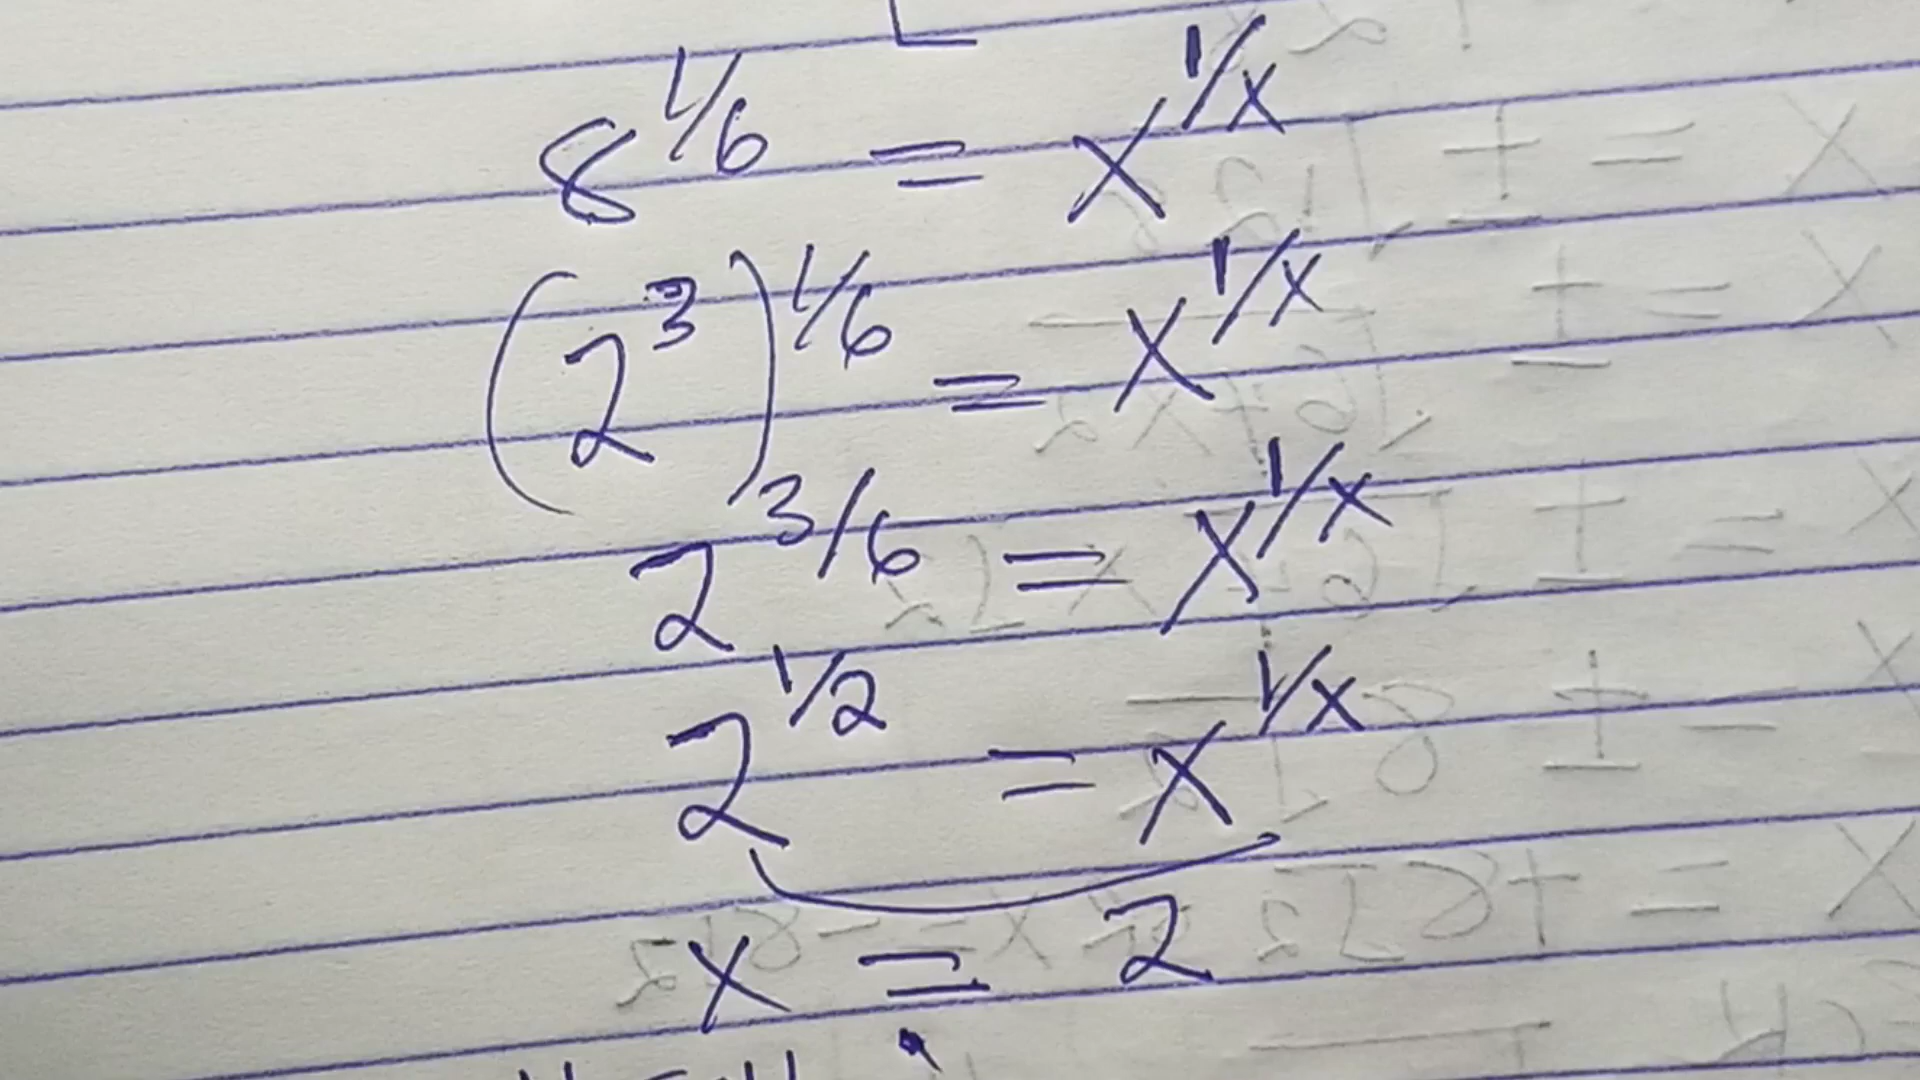 8^{1/6} = x^{1/x}
(2^3)^{1/6} = x^{1/x}
2^{3/6} = x^{1/x}
2^{1/2} = x^{1/x}
x = 2